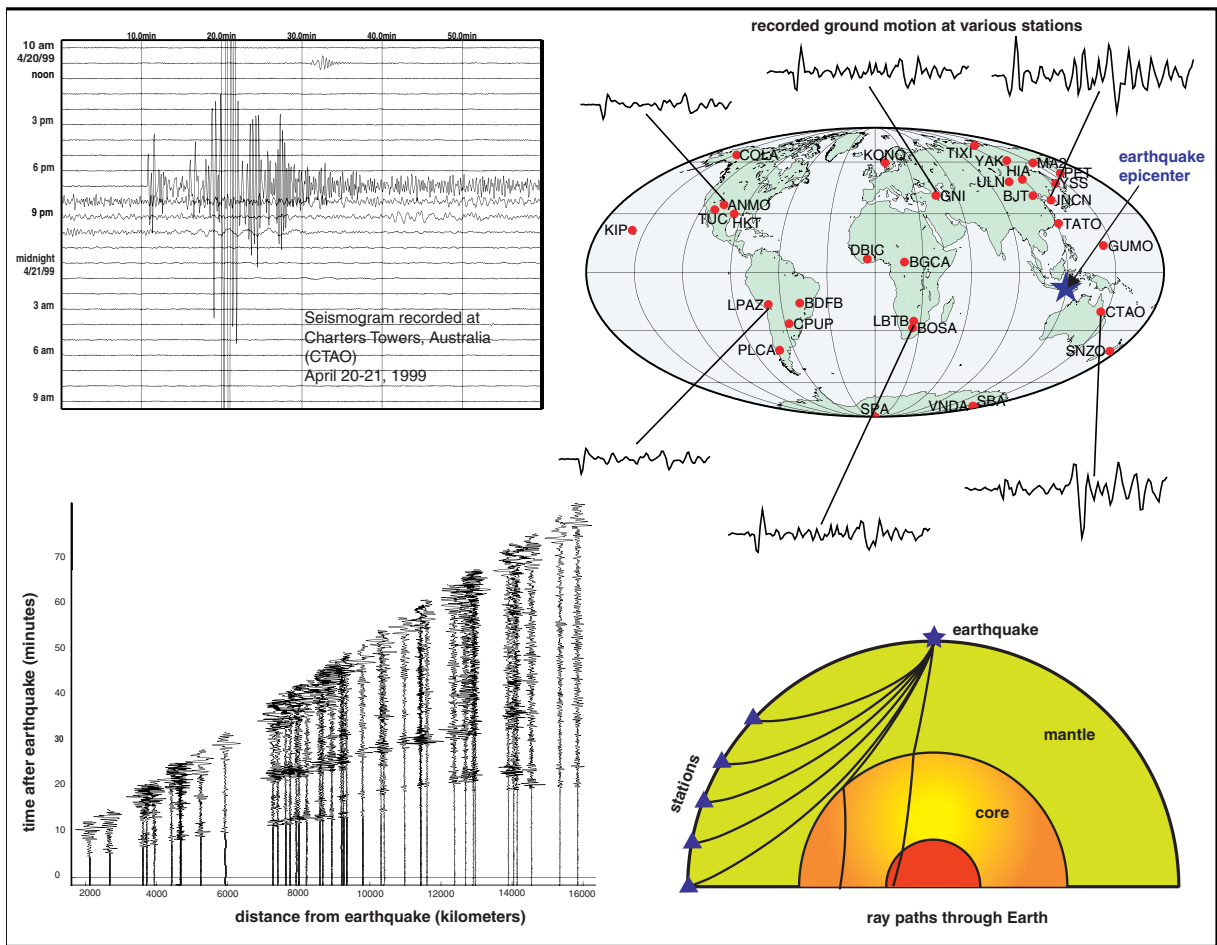 recorded ground motion at various stations
10.0min 20.0min 30.0min 40.0min 50.0min
10 am
4/20/99
noon
3 pm
6 pm
9 pm
midnight
4/21/99
3 am
6 am
9 am
Seismogram recorded at
Charters Towers, Australia
(CTAO)
April 20-21, 1999
earthquake
epicenter
COLA
KONO
TIXI
YAK
MA2
HIA
PET
ULN
YSS
ANMO
GNI
BJT
INCN
TUC
HKT
KIP
TATO
GUMO
DBIC
BGCA
LPAZ
BDFB
CTAO
CPUP
LBTB
BOSA
PLCA
SNZO
SPA
VNDA
SBA
time after earthquake (minutes)
70
60
50
40
30
20
10
0
2000 4000 6000 8000 10000 12000 14000 16000
distance from earthquake (kilometers)
earthquake
mantle
stations
core
ray paths through Earth